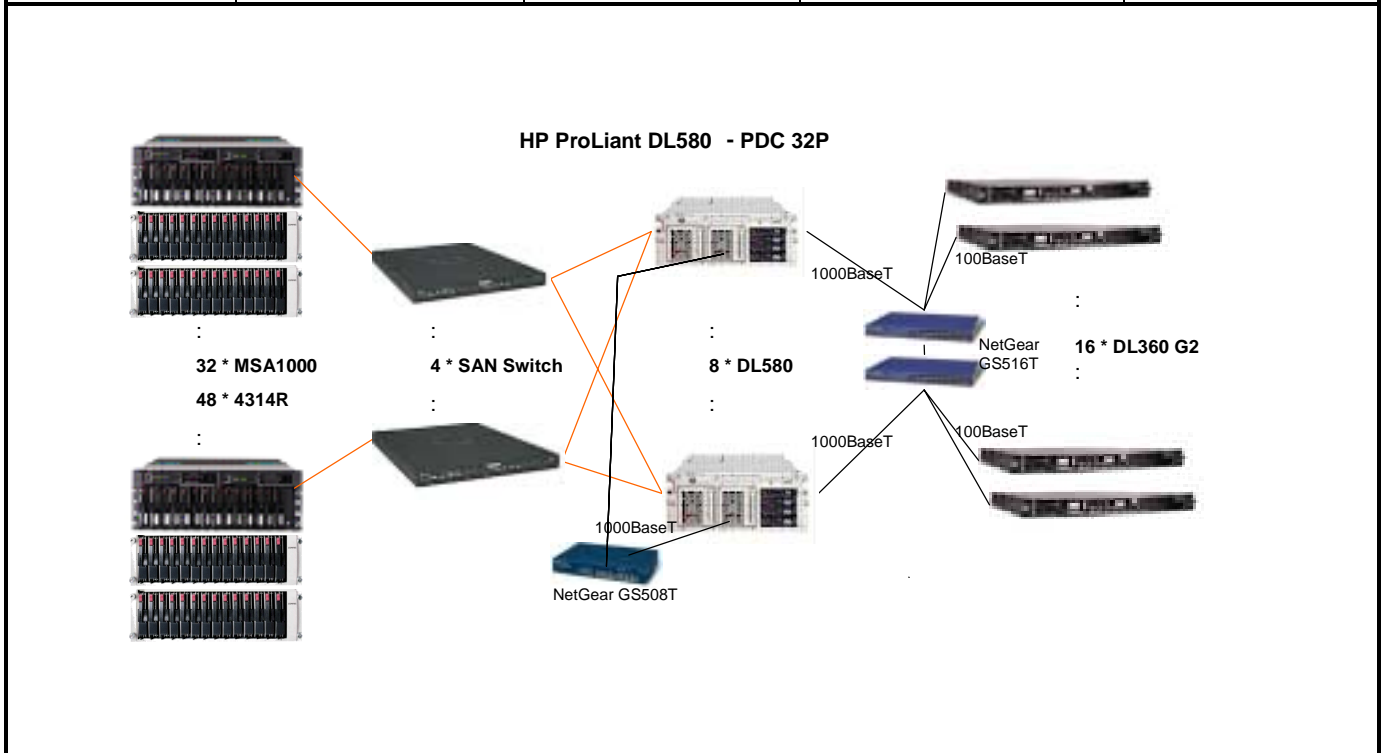 HP ProLiant DL580 - PDC 32P
1000BaseT
100BaseT
:
:
:
:
32 * MSA1000
4 * SAN Switch
8 * DL580
NetGear
GS516T
16 * DL360 G2
:
48 * 4314R
:
:
:
1000BaseT
100BaseT
1000BaseT
NetGear GS508T